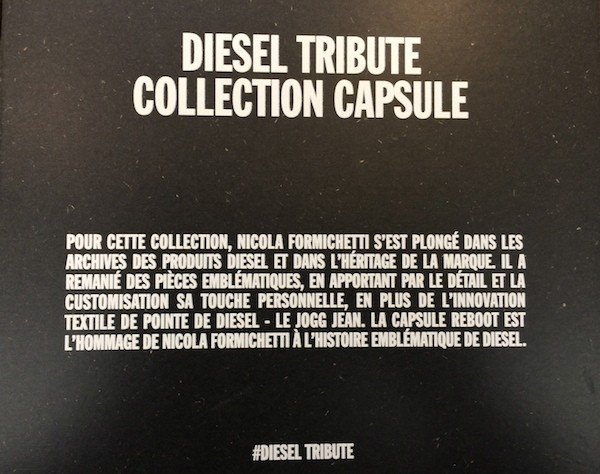 DIESEL TRIBUTE
COLLECTION CAPSULE
POUR CETTE COLLECTION, NICOLA FORMICHETTI S'EST PLONGÉ DANS LES
ARCHIVES DES PRODUITS DIESEL ET DANS L'HÉRITAGE DE LA MARQUE. IL A
REMANIÉ DES PIÈCES EMBLÉMATIQUES, EN APPORTANT PAR LE DÉTAIL ET LA
CUSTOMISATION SA TOUCHE PERSONNELLE, EN PLUS DE L'INNOVATION
TEXTILE DE POINTE DE DIESEL - LE JOGG JEAN. LA CAPSULE REBOOT EST
L'HOMMAGE DE NICOLA FORMICHETTI À L'HISTOIRE EMBLÉMATIQUE DE DIESEL.
#DIESEL TRIBUTE